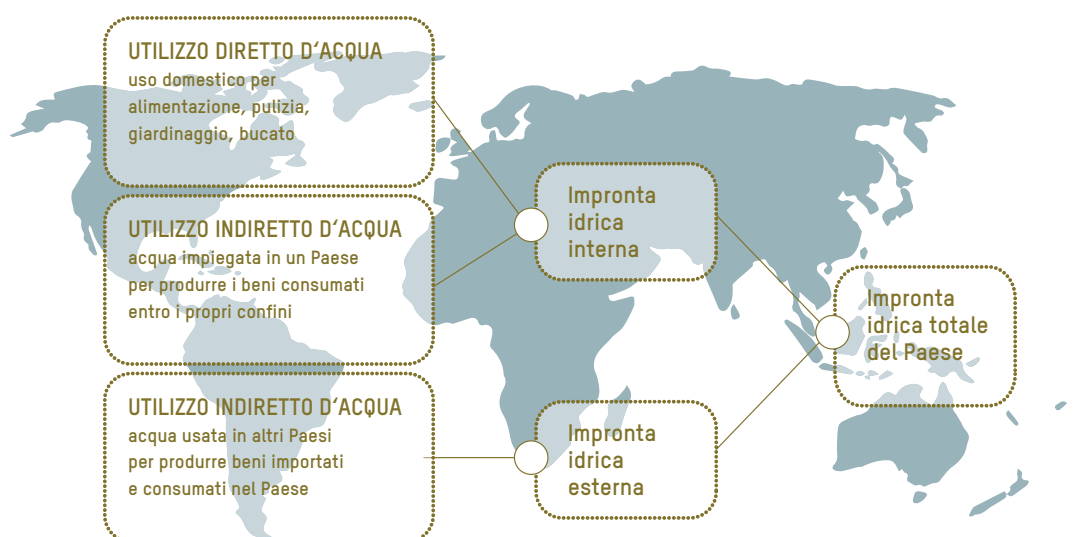 UTILIZZO DIRETTO D'ACQUA
uso domestico per
alimentazione, pulizia,
giardinaggio, bucato
UTILIZZO INDIRETTO D'ACQUA
acqua impiegata in un Paese
per produrre i beni consumati
entro i propri confini
UTILIZZO INDIRETTO D'ACQUA
acqua usata in altri Paesi
per produrre beni importati
e consumati nel Paese
Impronta
idrica
interna
Impronta
idrica
esterna
Impronta
idrica totale
del Paese